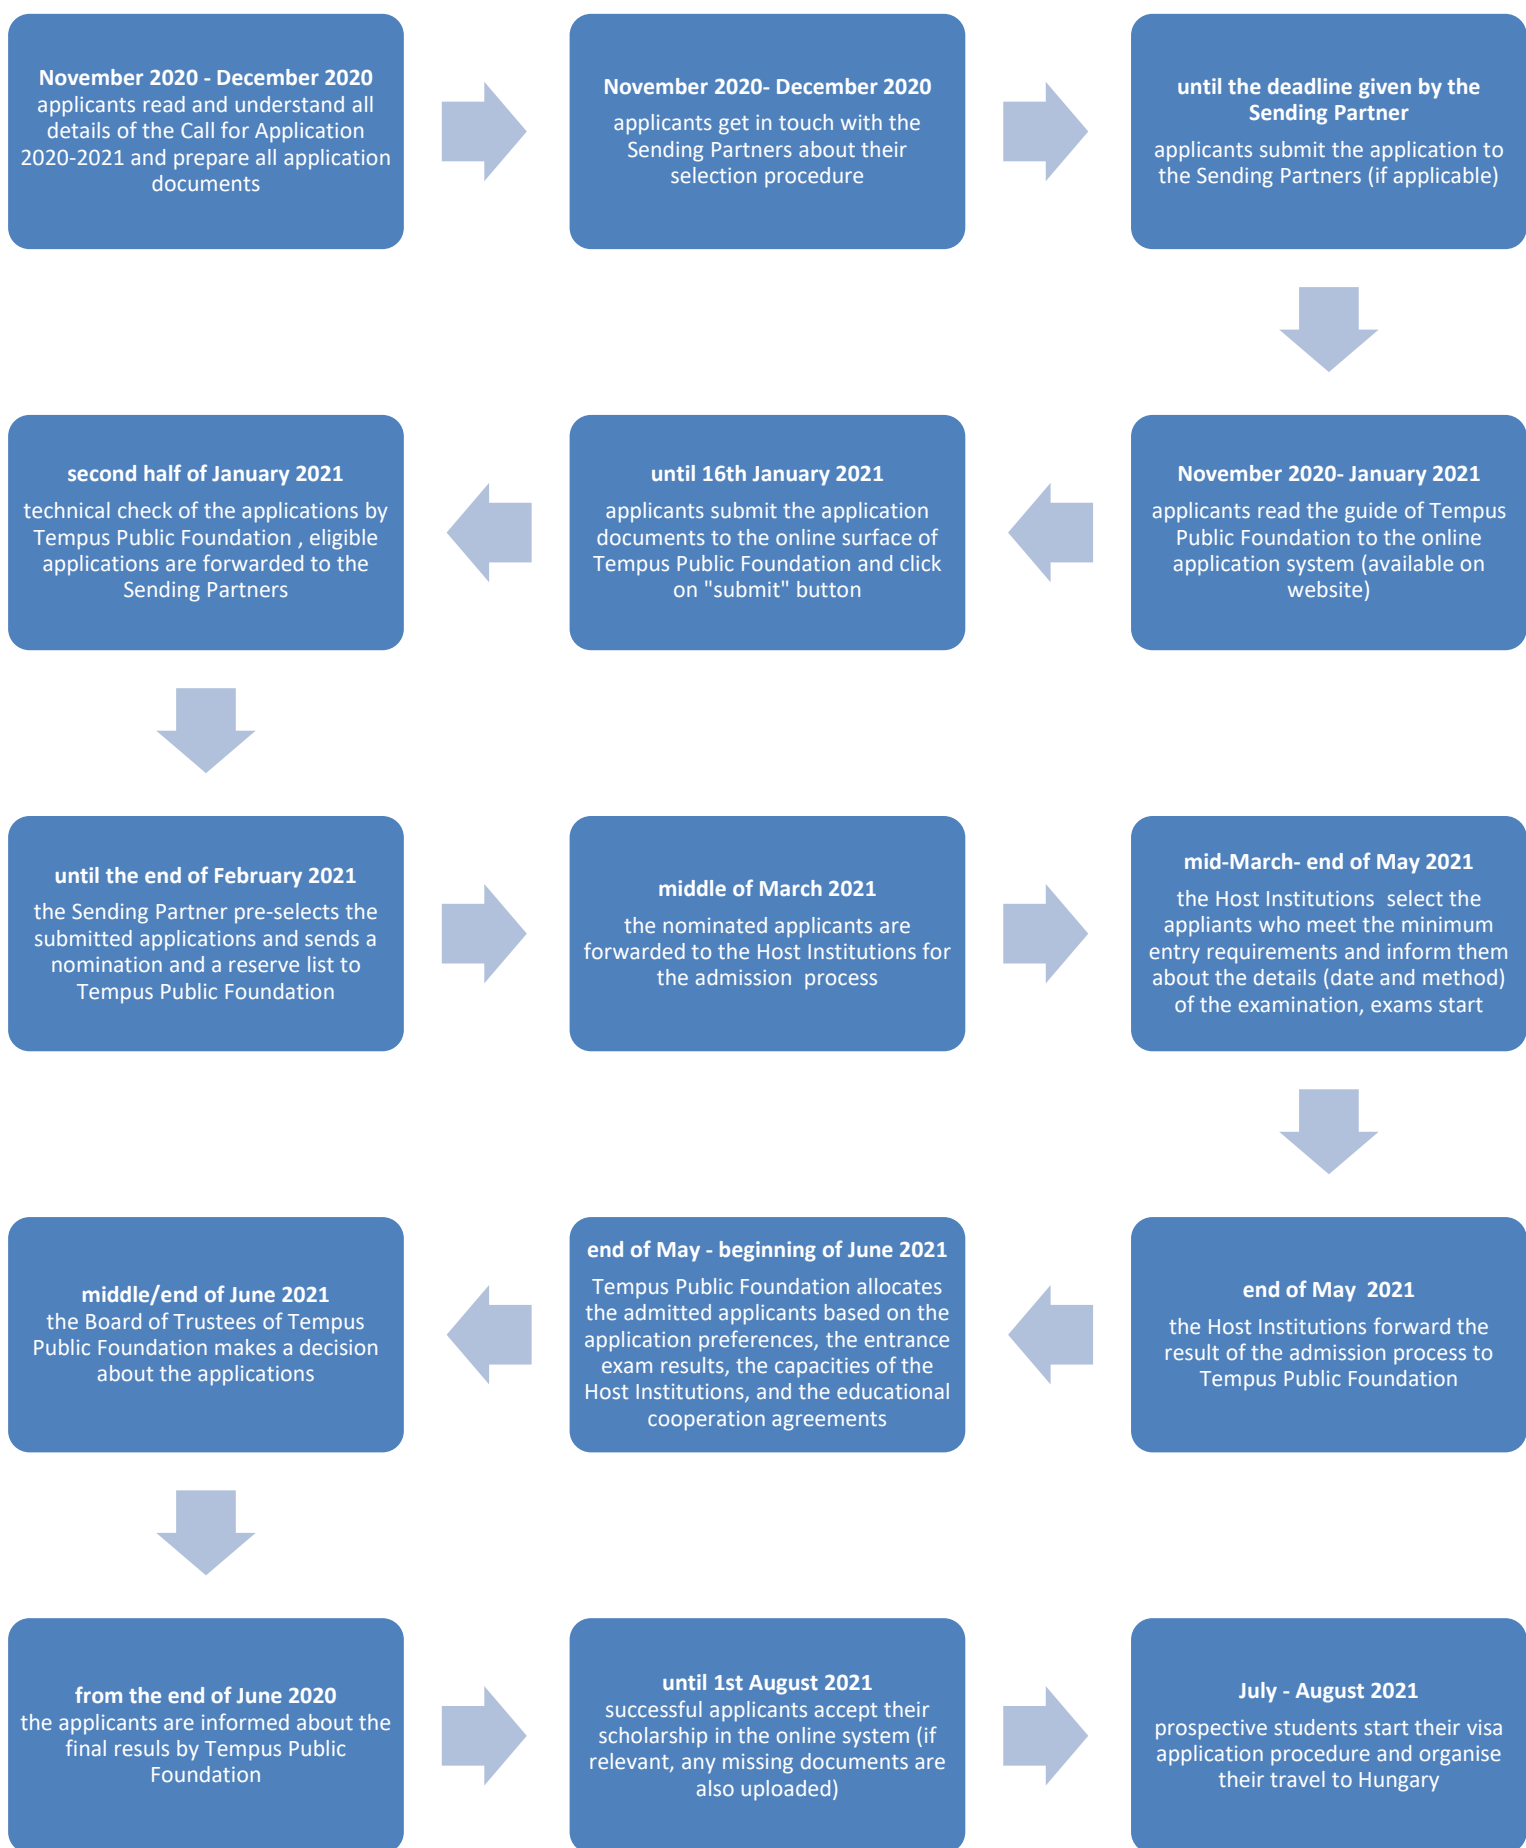 November 2020 - December 2020
applicants read and understand all
details of the Call for Application
2020-2021 and prepare all application
documents
November 2020- December 2020
applicants get in touch with the
Sending Partners about their
selection procedure
until the deadline given by the
Sending Partner
applicants submit the application to
the Sending Partners (if applicable)
November 2020- January 2021
applicants read the guide of Tempus
Public Foundation to the online
application system (available on
website)
until 16th January 2021
applicants submit the application
documents to the online surface of
Tempus Public Foundation and click
on "submit" button
second half of January 2021
technical check of the applications by
Tempus Public Foundation , eligible
applications are forwarded to the
Sending Partners
until the end of February 2021
the Sending Partner pre-selects the
submitted applications and sends a
nomination and a reserve list to
Tempus Public Foundation
middle of March 2021
the nominated applicants are
forwarded to the Host Institutions for
the admission  process
mid-March- end of May 2021
the Host Institutions  select the
appliants who meet the minimum
entry requirements and inform them
about the details (date and method)
of the examination, exams start
end of May  2021
the Host Institutions forward the
result of the admission process to
Tempus Public Foundation
end of May - beginning of June 2021
Tempus Public Foundation allocates
the admitted applicants based on the
application preferences, the entrance
exam results, the capacities of the
Host Institutions, and the educational
cooperation agreements
middle/end of June 2021
the Board of Trustees of Tempus
Public Foundation makes a decision
about the applications
from the end of June 2020
the applicants are informed about the
final resuls by Tempus Public
Foundation
until 1st August 2021
successful applicants accept their
scholarship in the online system (if
relevant, any missing documents are
also uploaded)
July - August 2021
prospective students start their visa
application procedure and organise
their travel to Hungary